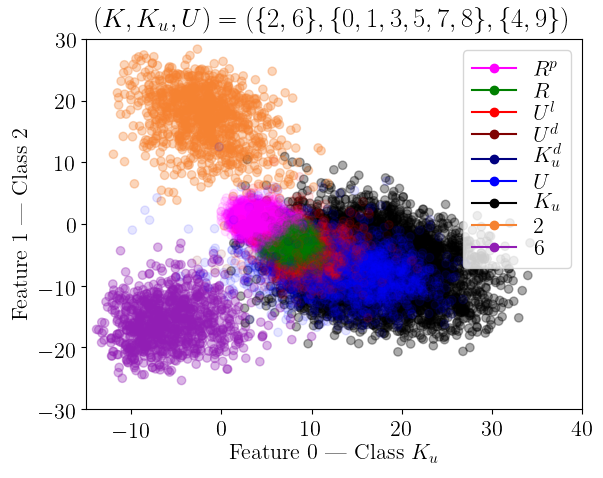 (K, K_u, U) = ({2, 6}, {0, 1, 3, 5, 7, 8}, {4, 9})
30
20
10
0
−10
−20
−30
Feature 1 — Class 2
R^p
R
U^l
U^d
K_u^d
U
K_u
2
6
−10
0
10
20
30
40
Feature 0 — Class K_u